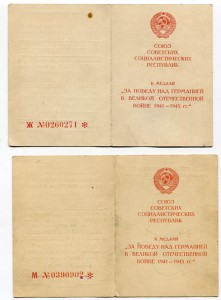 СОЮЗ
СОВЕТСКИХ
СОЦИАЛИСТИЧЕСКИХ
РЕСПУБЛИК
К МЕДАЛИ
"ЗА ПОБЕДУ НАД ГЕРМАНИЕЙ
В ВЕЛИКОЙ ОТЕЧЕСТВЕННОЙ
ВОЙНЕ 1941–1945 гг."
Ж №0260271 *
СОЮЗ
СОВЕТСКИХ
СОЦИАЛИСТИЧЕСКИХ
РЕСПУБЛИК
К МЕДАЛИ
"ЗА ПОБЕДУ НАД ГЕРМАНИЕЙ
В ВЕЛИКОЙ ОТЕЧЕСТВЕННОЙ
ВОЙНЕ 1941–1945 гг."
М №0390902 *